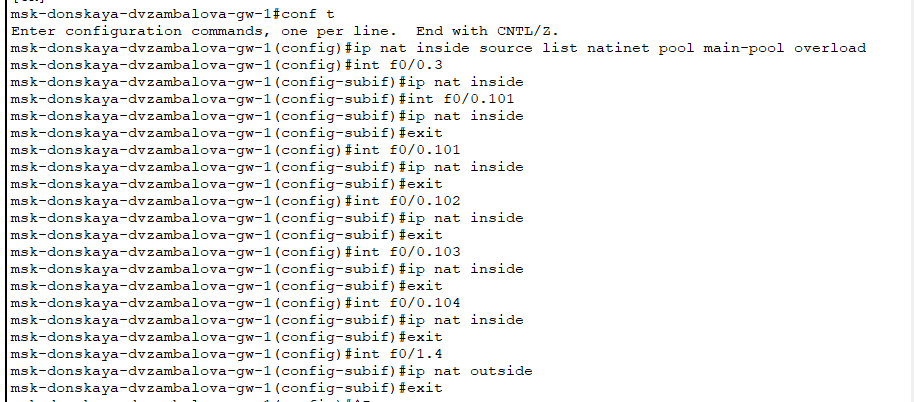 msk-donskaya-dvzambalova-gw-1#conf t
Enter configuration commands, one per line.  End with CNTL/Z.
msk-donskaya-dvzambalova-gw-1(config)#ip nat inside source list natinet pool main-pool overload
msk-donskaya-dvzambalova-gw-1(config)#int f0/0.3
msk-donskaya-dvzambalova-gw-1(config-subif)#ip nat inside
msk-donskaya-dvzambalova-gw-1(config-subif)#int f0/0.101
msk-donskaya-dvzambalova-gw-1(config-subif)#ip nat inside
msk-donskaya-dvzambalova-gw-1(config-subif)#exit
msk-donskaya-dvzambalova-gw-1(config)#int f0/0.101
msk-donskaya-dvzambalova-gw-1(config-subif)#ip nat inside
msk-donskaya-dvzambalova-gw-1(config-subif)#exit
msk-donskaya-dvzambalova-gw-1(config)#int f0/0.102
msk-donskaya-dvzambalova-gw-1(config-subif)#ip nat inside
msk-donskaya-dvzambalova-gw-1(config-subif)#exit
msk-donskaya-dvzambalova-gw-1(config)#int f0/0.103
msk-donskaya-dvzambalova-gw-1(config-subif)#ip nat inside
msk-donskaya-dvzambalova-gw-1(config-subif)#exit
msk-donskaya-dvzambalova-gw-1(config)#int f0/0.104
msk-donskaya-dvzambalova-gw-1(config-subif)#ip nat inside
msk-donskaya-dvzambalova-gw-1(config-subif)#exit
msk-donskaya-dvzambalova-gw-1(config)#int f0/1.4
msk-donskaya-dvzambalova-gw-1(config-subif)#ip nat outside
msk-donskaya-dvzambalova-gw-1(config-subif)#exit